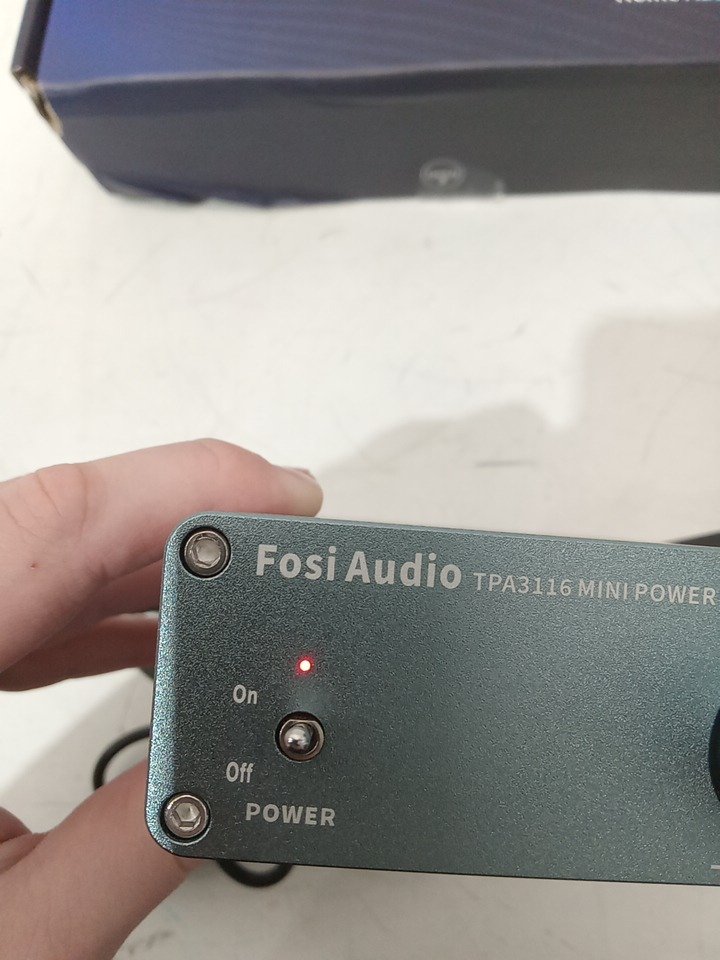 Fosi Audio TPA3116 MINI POWER
On
Off
POWER